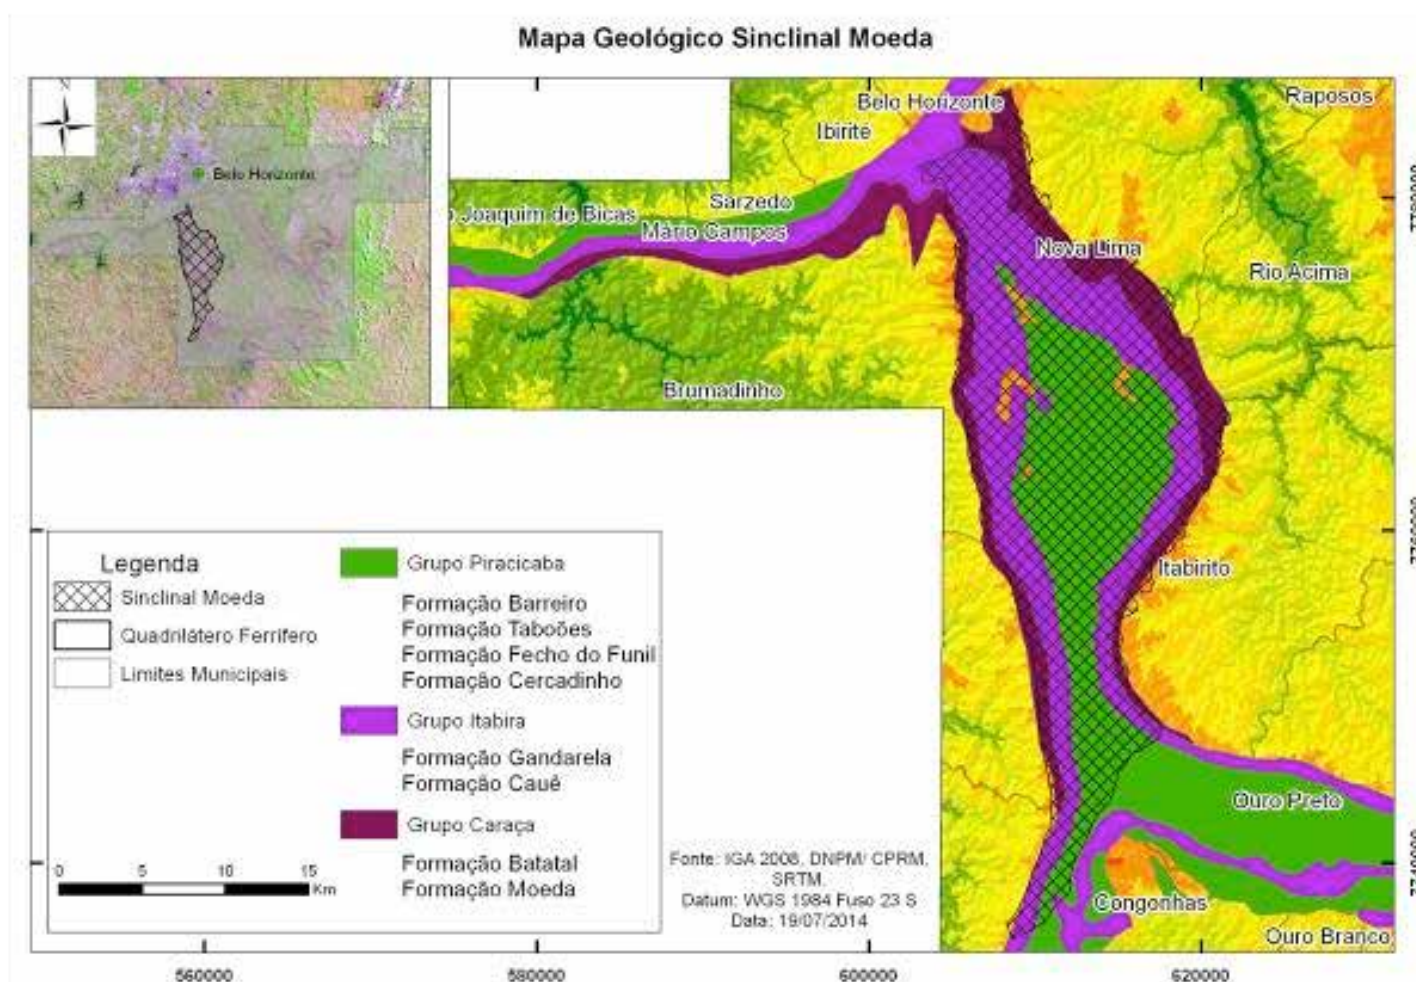 Mapa Geológico Sinclinal Moeda
Belo Horizonte
Belo Horizonte
Ibirité
Raposos
Sarzedo
Joaquim de Bicas
Mário Campos
Nova Lima
Rio Acima
Brumadinho
Itabirito
Ouro Preto
Congonhas
Ouro Branco
Legenda
Sinclinal Moeda
Quadrilátero Ferrífero
Limites Municipais
Grupo Piracicaba
Formação Barreiro
Formação Taboões
Formação Fecho do Funil
Formação Cercadinho
Grupo Itabira
Formação Gandarela
Formação Cauê
Grupo Caraça
Formação Batatal
Formação Moeda
0 5 10 15
Km
Fonte: IGA 2008, DNPM/ CPRM,
SRTM.
Datum: WGS 1984 Fuso 23 S
Data: 19/07/2014
560000 580000 600000 620000
7760000
7740000